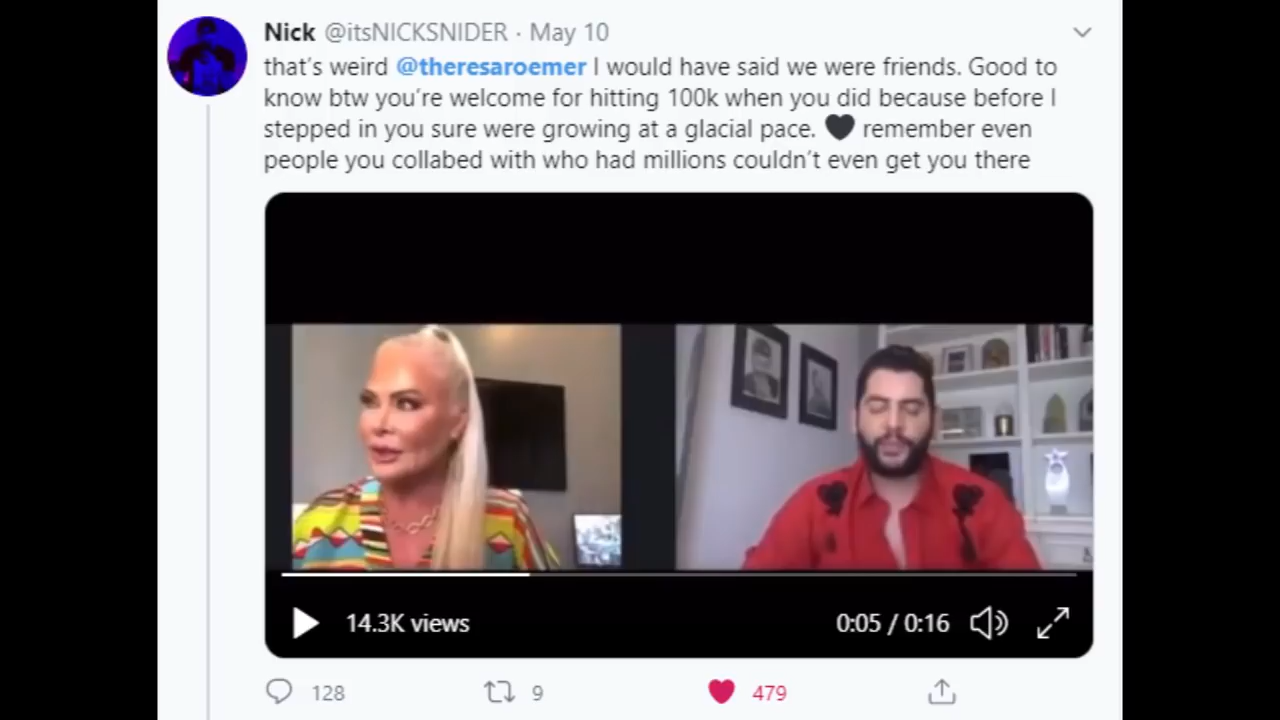 Nick @itsNICKSNIDER · May 10
that's weird @theresaroemer I would have said we were friends. Good to
know btw you're welcome for hitting 100k when you did because before I
stepped in you sure were growing at a glacial pace. 🖤 remember even
people you collabed with who had millions couldn't even get you there
14.3K views
0:05 / 0:16
128
9
479